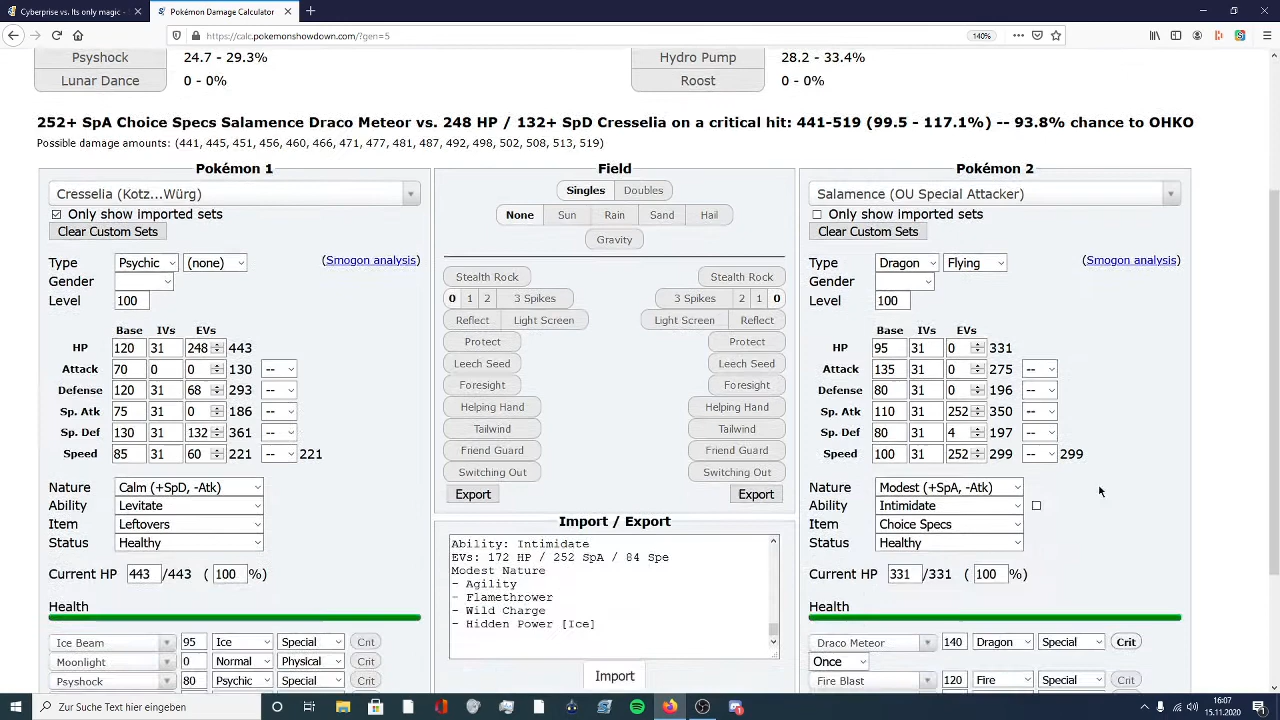 Cyberprise vs. Its only magic -
Pokémon Damage Calculator
https://calc.pokemonshowdown.com/?gen=5
140%
Psyshock 24.7 - 29.3% Hydro Pump 28.2 - 33.4%
Lunar Dance 0 - 0% Roost 0 - 0%
252+ SpA Choice Specs Salamence Draco Meteor vs. 248 HP / 132+ SpD Cresselia on a critical hit: 441-519 (99.5 - 117.1%) -- 93.8% chance to OHKO
Possible damage amounts: (441, 445, 451, 456, 460, 466, 471, 477, 481, 487, 492, 498, 502, 508, 513, 519)
Pokémon 1
Cresselia (Kotz...Würg)
Only show imported sets
Clear Custom Sets
Type Psychic (none) (Smogon analysis)
Gender
Level 100
Base IVs EVs
HP 120 31 248 443
Attack 70 0 0 130 --
Defense 120 31 68 293 --
Sp. Atk 75 31 0 186 --
Sp. Def 130 31 132 361 --
Speed 85 31 60 221 -- 221
Nature Calm (+SpD, -Atk)
Ability Levitate
Item Leftovers
Status Healthy
Current HP 443 /443 ( 100 %)
Health
Ice Beam 95 Ice Special Crit
Moonlight 0 Normal Physical Crit
Psyshock 80 Psychic Special Crit
Field
Singles Doubles
None Sun Rain Sand Hail
Gravity
Stealth Rock Stealth Rock
0 1 2 3 Spikes 3 Spikes 2 1 0
Reflect Light Screen Light Screen Reflect
Protect Protect
Leech Seed Leech Seed
Foresight Foresight
Helping Hand Helping Hand
Tailwind Tailwind
Friend Guard Friend Guard
Switching Out Switching Out
Export Export
Import / Export
Ability: Intimidate
EVs: 172 HP / 252 SpA / 84 Spe
Modest Nature
- Agility
- Flamethrower
- Wild Charge
- Hidden Power [Ice]
Import
Pokémon 2
Salamence (OU Special Attacker)
Only show imported sets
Clear Custom Sets
Type Dragon Flying (Smogon analysis)
Gender
Level 100
Base IVs EVs
HP 95 31 0 331
Attack 135 31 0 275 --
Defense 80 31 0 196 --
Sp. Atk 110 31 252 350 --
Sp. Def 80 31 4 197 --
Speed 100 31 252 299 -- 299
Nature Modest (+SpA, -Atk)
Ability Intimidate
Item Choice Specs
Status Healthy
Current HP 331 /331 ( 100 %)
Health
Draco Meteor 140 Dragon Special Crit
Once
Fire Blast 120 Fire Special Crit
Zur Suche Text hier eingeben
16:07
15.11.2020